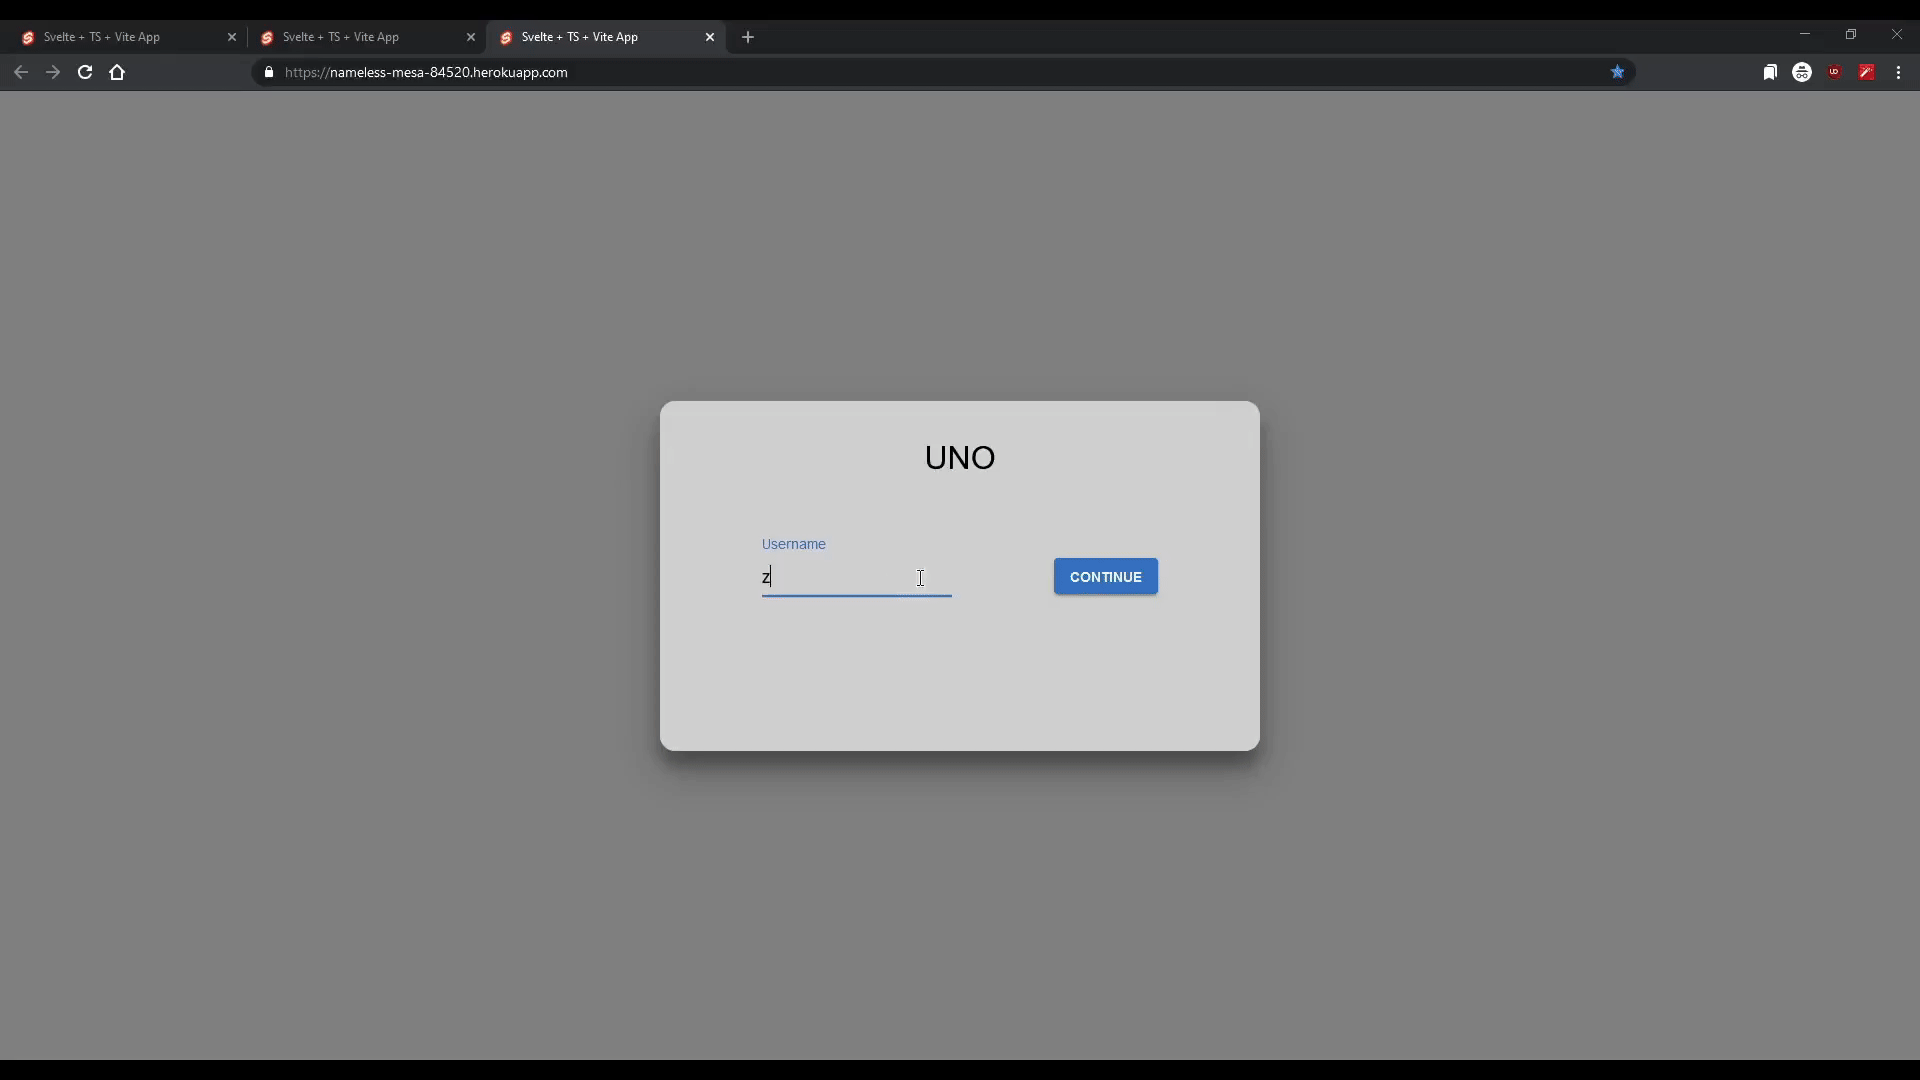 Svelte + TS + Vite App
Svelte + TS + Vite App
Svelte + TS + Vite App
https://nameless-mesa-84520.herokuapp.com
UNO
Username
z
CONTINUE